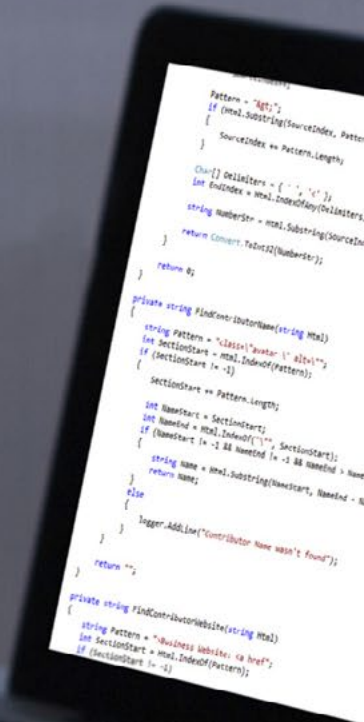 Pattern = "&gt;";
if (Html.Substring(SourceIndex,
{
SourceIndex += Pattern.Length;
}
Char[] Delimiters = { ' ', '<' };
int EndIndex = Html.IndexOfAny(Delimiters,
string NumberStr = Html.Substring(
return Convert.ToInt32(NumberStr);
}
return 0;
}
private string FindContributorName(string Html)
{
string Pattern = "class=\"avatar \" alt=\"";
int SectionStart = Html.IndexOf(Pattern);
if (SectionStart != -1)
{
SectionStart += Pattern.Length;
int NameStart = SectionStart;
int NameEnd = Html.IndexOf("\"", SectionStart);
if (NameStart != -1 && NameEnd != -1 && NameEnd >
{
string Name = Html.Substring(NameStart, NameEnd -
return Name;
}
else
{
logger.AddLine("Contributor Name wasn't found");
}
}
return "";
}
private string FindContributorWebsite(string Html)
{
string Pattern = "Business Website: <a href";
int SectionStart = Html.IndexOf(Pattern);
if (SectionStart != -1)